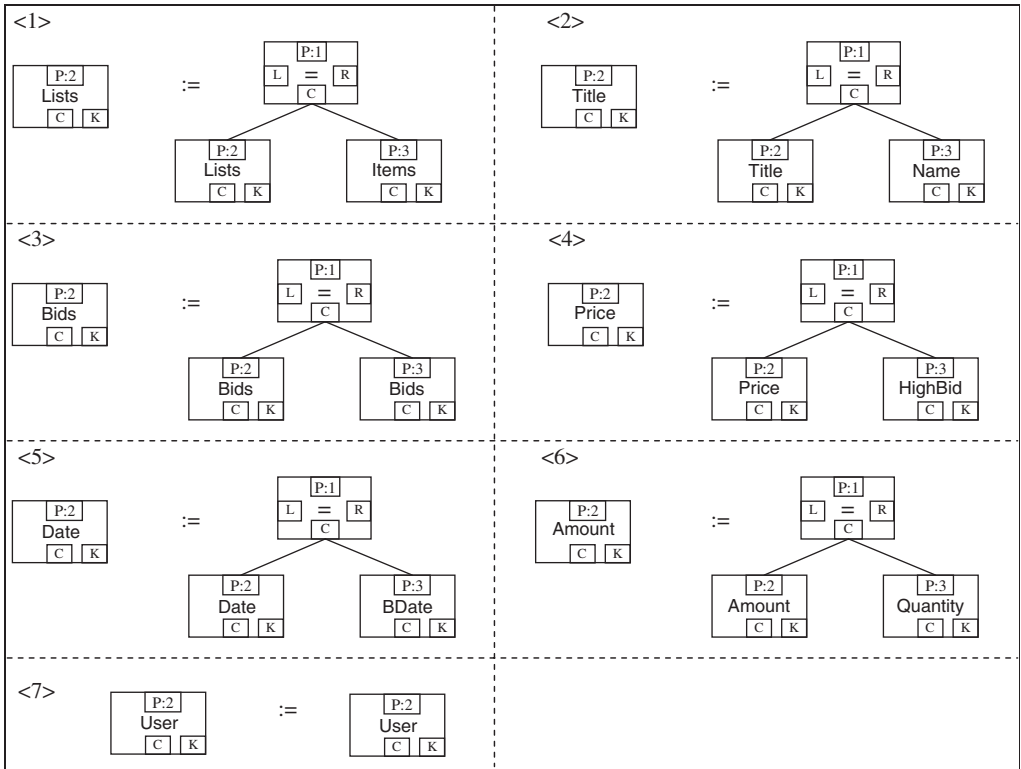 <1>
P:1
P:2
Lists
C K
:=
L = R
C
P:2
Lists
C K
P:3
Items
C K
<2>
P:1
P:2
Title
C K
:=
L = R
C
P:2
Title
C K
P:3
Name
C K
<3>
P:1
P:2
Bids
C K
:=
L = R
C
P:2
Bids
C K
P:3
Bids
C K
<4>
P:1
P:2
Price
C K
:=
L = R
C
P:2
Price
C K
P:3
HighBid
C K
<5>
P:1
P:2
Date
C K
:=
L = R
C
P:2
Date
C K
P:3
BDate
C K
<6>
P:1
P:2
Amount
C K
:=
L = R
C
P:2
Amount
C K
P:3
Quantity
C K
<7>
P:2
User
C K
:=
P:2
User
C K